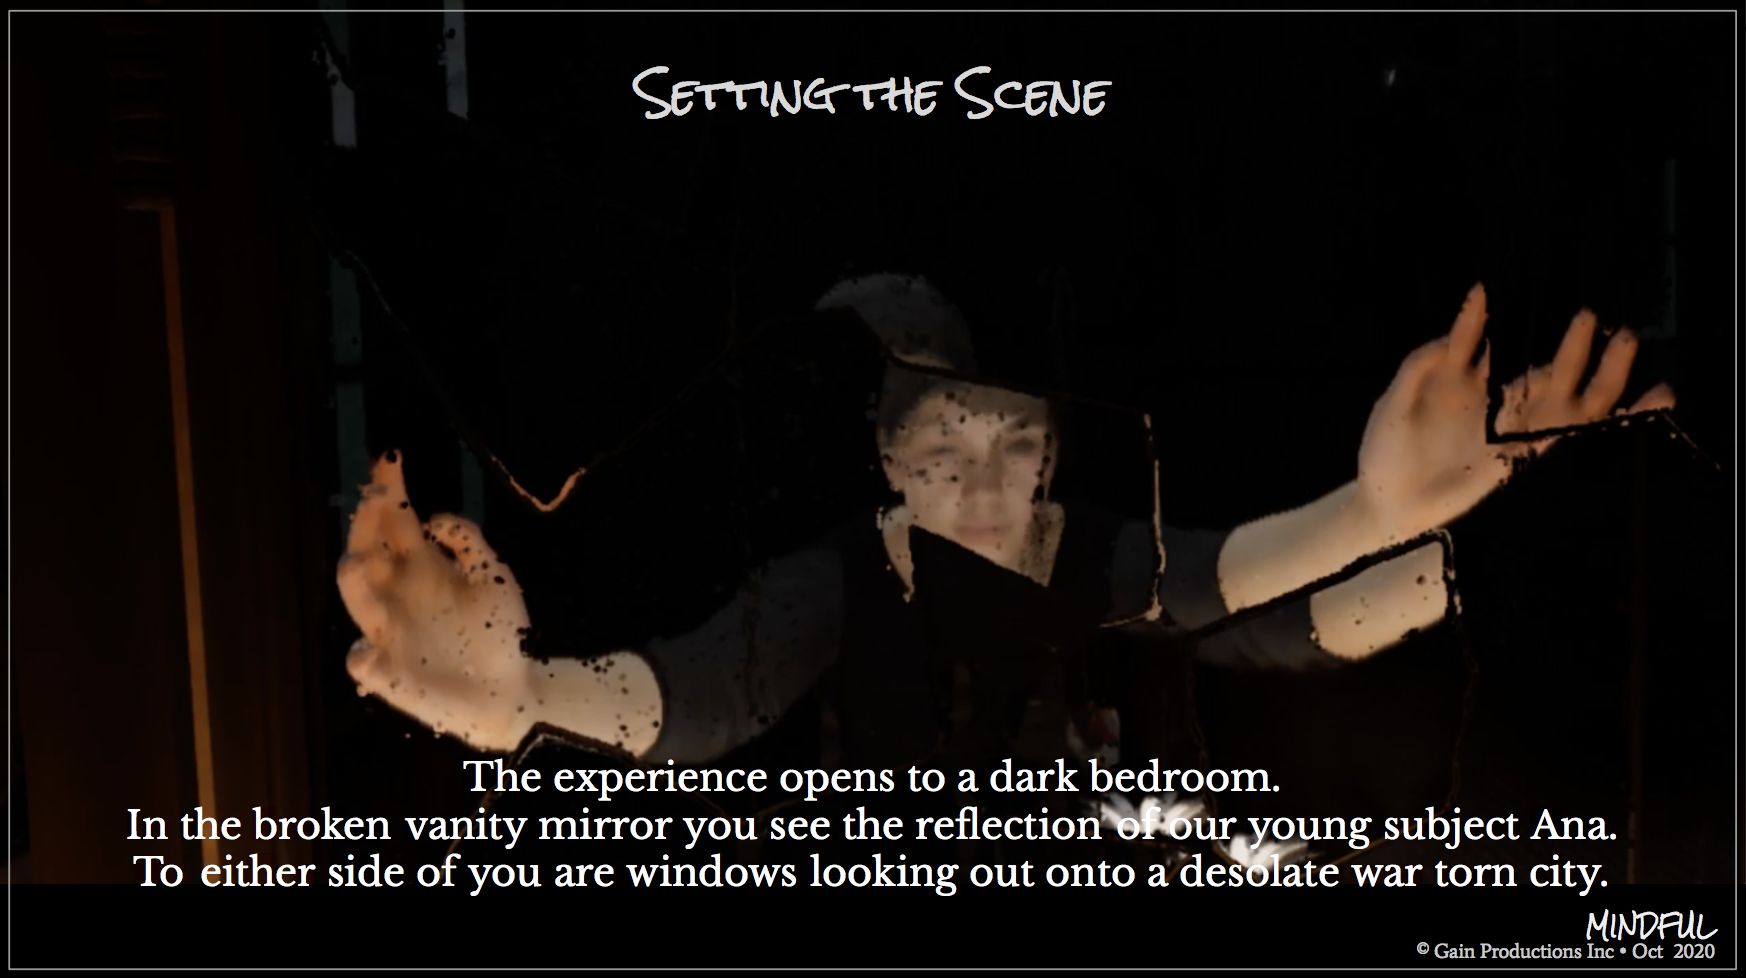 Setting the Scene
The experience opens to a dark bedroom.
In the broken vanity mirror you see the reflection of our young subject Ana.
To either side of you are windows looking out onto a desolate war torn city.
MINDFUL
© Gain Productions Inc • Oct 2020